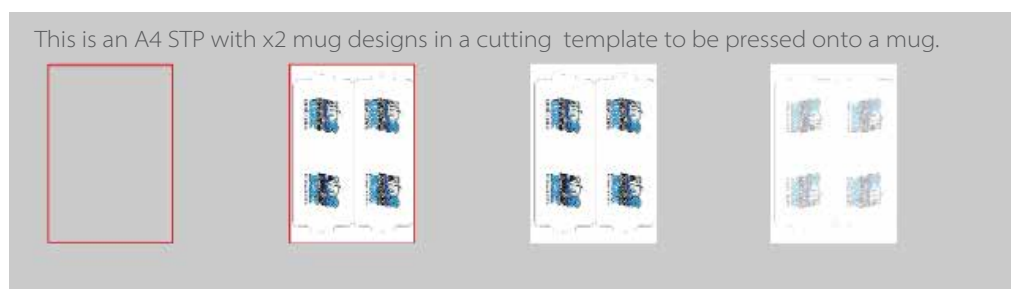 This is an A4 STP with x2 mug designs in a cutting template to be pressed onto a mug.